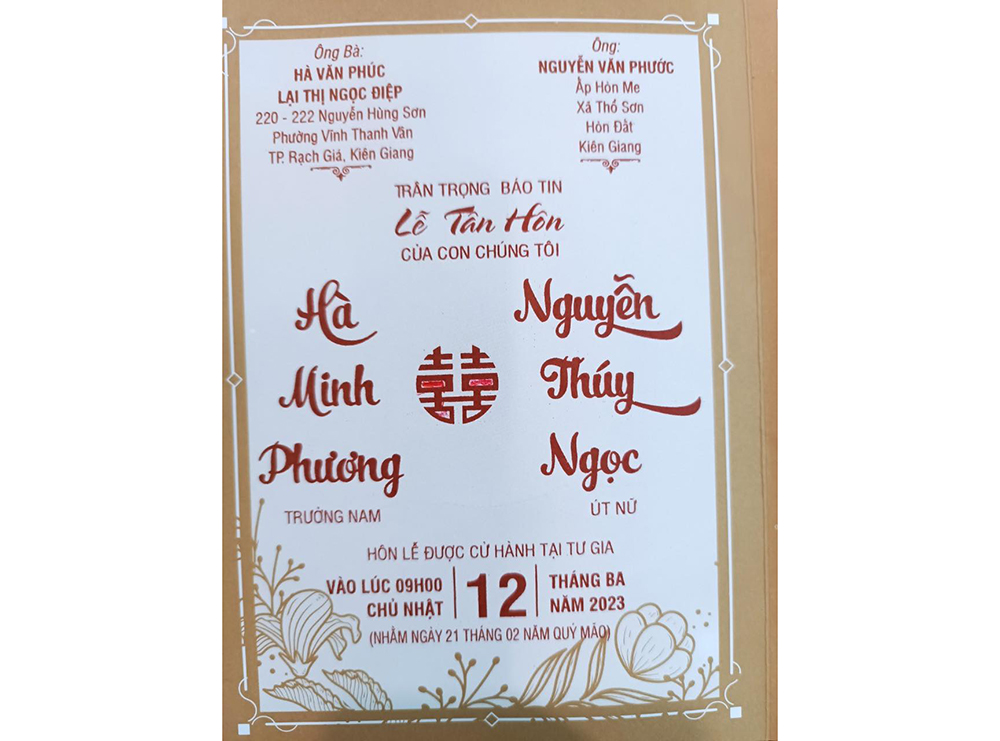 Ông Bà:
HÀ VĂN PHÚC
LẠI THỊ NGỌC ĐIỆP
220 - 222 Nguyễn Hùng Sơn
Phường Vĩnh Thanh Vân
TP. Rạch Giá, Kiên Giang
Ông:
NGUYỄN VĂN PHƯỚC
Ấp Hòn Me
Xã Thổ Sơn
Hòn Đất
Kiên Giang
TRÂN TRỌNG BÁO TIN
Lễ Tân Hôn
CỦA CON CHÚNG TÔI
Hà
Minh
Phương
TRƯỞNG NAM
囍
Nguyễn
Thúy
Ngọc
ÚT NỮ
HÔN LỄ ĐƯỢC CỬ HÀNH TẠI TƯ GIA
VÀO LÚC 09H00
CHỦ NHẬT
12
THÁNG BA
NĂM 2023
(NHẰM NGÀY 21 THÁNG 02 NĂM QUÝ MÃO)